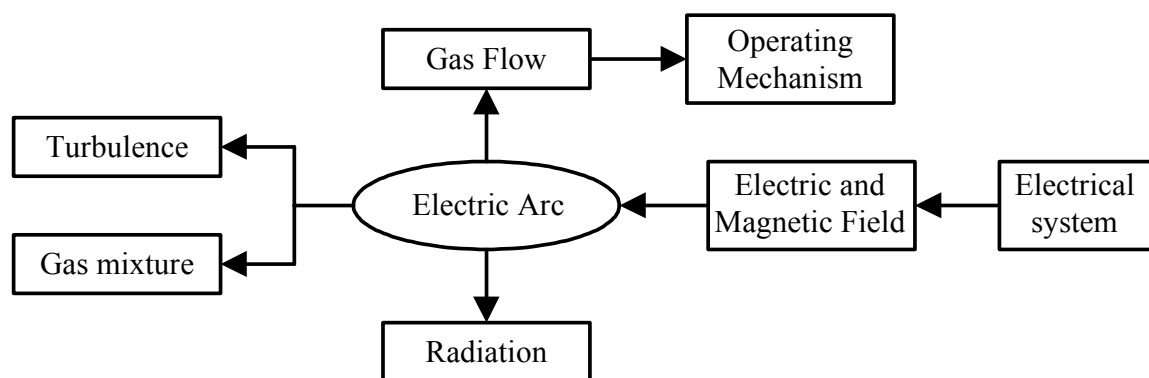 Gas Flow
Operating
Mechanism
Turbulence
Electric Arc
Electric and
Magnetic Field
Electrical
system
Gas mixture
Radiation